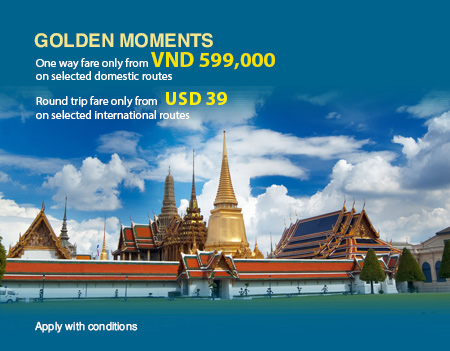 GOLDEN MOMENTS
One way fare only from VND 599,000
on selected domestic routes
Round trip fare only from USD 39
on selected international routes
Apply with conditions